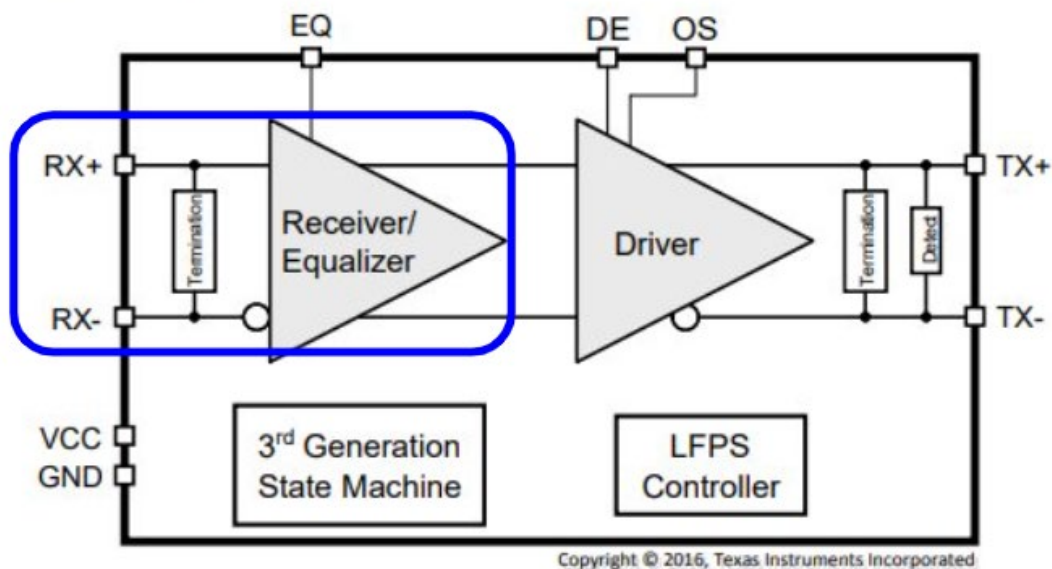 EQ
DE
OS
RX+
Termination
Receiver/
Equalizer
Driver
Termination
Detect
TX+
RX-
TX-
VCC
GND
3rd Generation
State Machine
LFPS
Controller
Copyright © 2016, Texas Instruments Incorporated